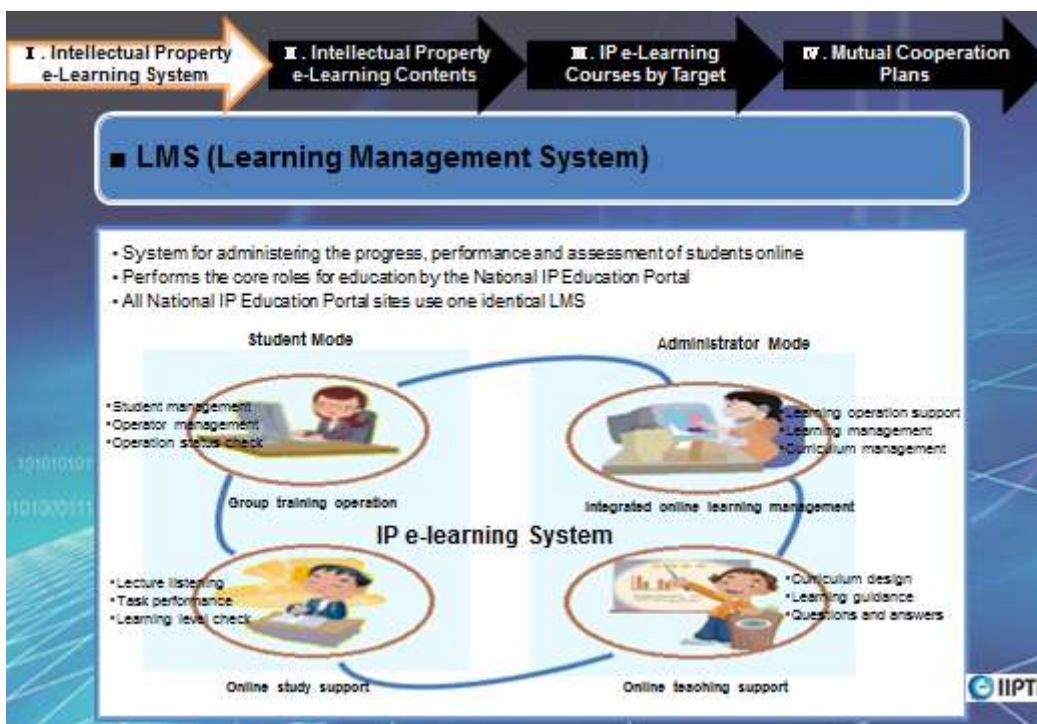 Ⅰ. Intellectual Property
e-Learning System
Ⅱ. Intellectual Property
e-Learning Contents
Ⅲ. IP e-Learning
Courses by Target
Ⅳ. Mutual Cooperation
Plans
■ LMS (Learning Management System)
• System for administering the progress, performance and assessment of students online
• Performs the core roles for education by the National IP Education Portal
• All National IP Education Portal sites use one identical LMS
Student Mode
Administrator Mode
•Student management
•Operator management
•Operation status check
•Learning operation support
•Learning management
•Curriculum management
Group training operation
Integrated online learning management
IP e-learning System
•Lecture listening
•Task performance
•Learning level check
•Curriculum design
•Learning guidance
•Questions and answers
Online study support
Online teaching support
101010101
0101000111
IIPTI